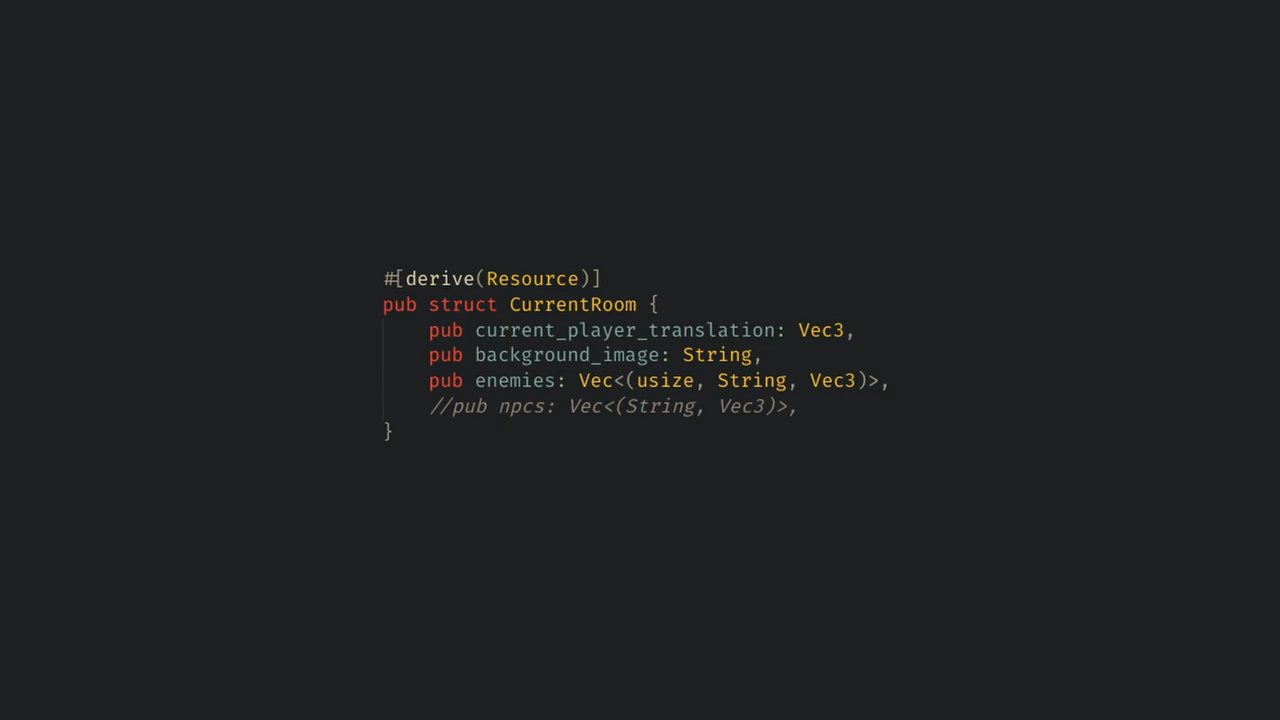 #[derive(Resource)]
pub struct CurrentRoom {
    pub current_player_translation: Vec3,
    pub background_image: String,
    pub enemies: Vec<(usize, String, Vec3)>,
    //pub npcs: Vec<(String, Vec3)>,
}